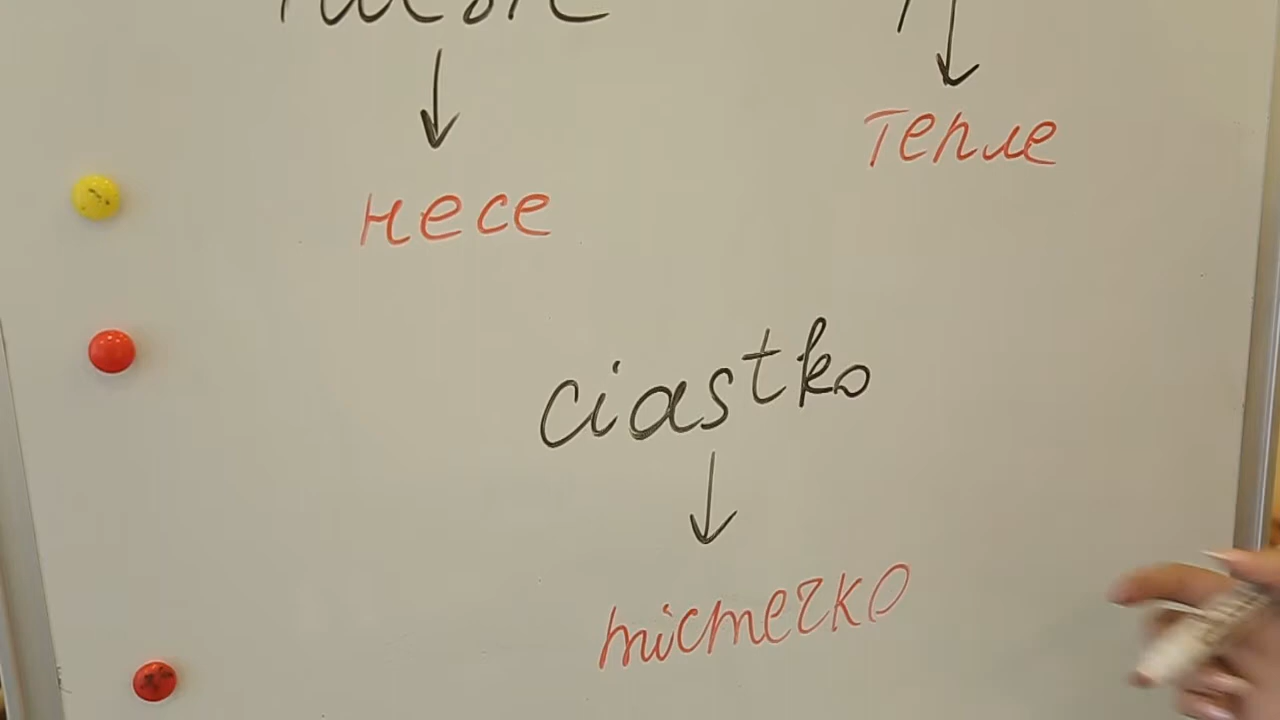 тепле
несе
ciastko
тістечко